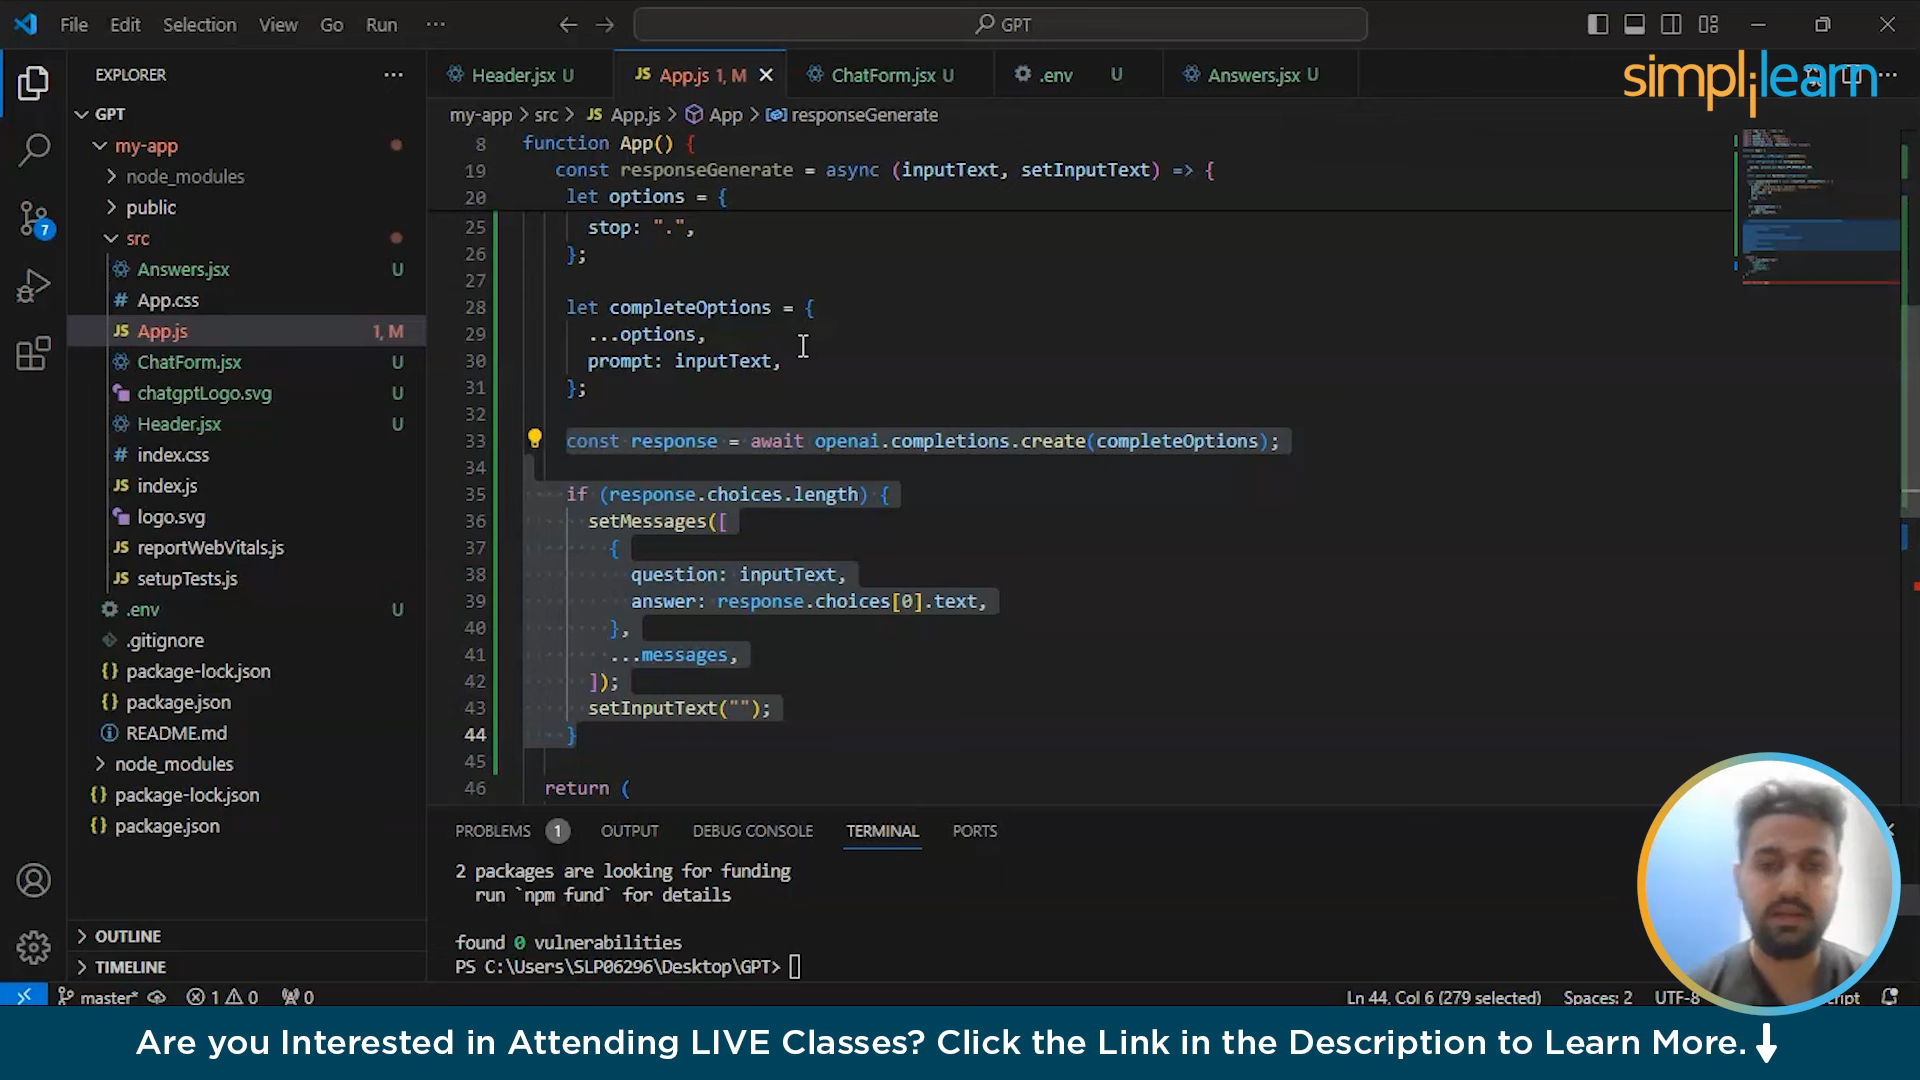 File Edit Selection View Go Run ···
GPT
EXPLORER ···
Header.jsx U
JS App.js 1, M
ChatForm.jsx U
.env U
Answers.jsx U
simplilearn
GPT
my-app > src > JS App.js > App > responseGenerate
my-app
node_modules
public
src
Answers.jsx U
# App.css
JS App.js 1, M
ChatForm.jsx U
chatgptLogo.svg U
Header.jsx U
# index.css
JS index.js
logo.svg
JS reportWebVitals.js
JS setupTests.js
.env U
.gitignore
{} package-lock.json
{} package.json
README.md
node_modules
{} package-lock.json
{} package.json
OUTLINE
TIMELINE
7
8 function App() {
19 const responseGenerate = async (inputText, setInputText) => {
20 let options = {
25 stop: ".",
26 };
27
28 let completeOptions = {
29 ...options,
30 prompt: inputText,
31 };
32
33 const response = await openai.completions.create(completeOptions);
34
35 if (response.choices.length) {
36 setMessages([
37 {
38 question: inputText,
39 answer: response.choices[0].text,
40 },
41 ...messages,
42 ]);
43 setInputText("");
44 }
45
46 return (
PROBLEMS 1 OUTPUT DEBUG CONSOLE TERMINAL PORTS
2 packages are looking for funding
run `npm fund` for details
found 0 vulnerabilities
PS C:\Users\SLP06296\Desktop\GPT>
master* 1 0 0 Ln 44, Col 6 (279 selected) Spaces: 2 UTF-8
Are you Interested in Attending LIVE Classes? Click the Link in the Description to Learn More.